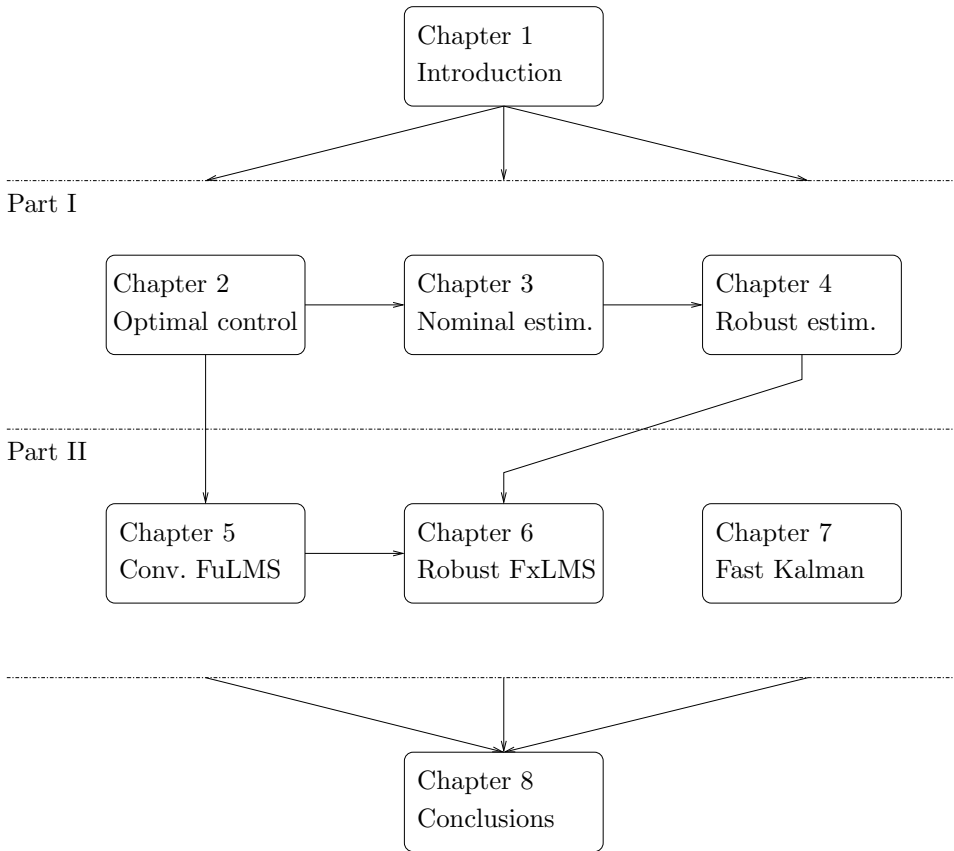 Chapter 1
Introduction
Part I
Chapter 2
Optimal control
Chapter 3
Nominal estim.
Chapter 4
Robust estim.
Part II
Chapter 5
Conv. FuLMS
Chapter 6
Robust FxLMS
Chapter 7
Fast Kalman
Chapter 8
Conclusions